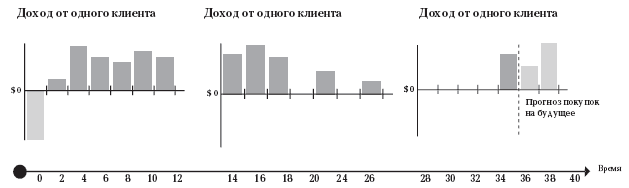 Доход от одного клиента Доход от одного клиента Доход от одного клиента
$0 $0 $0
Прогноз покупок
на будущее
Время
0 2 4 6 8 10 12 14 16 18 20 24 26 28 30 32 34 36 38 40